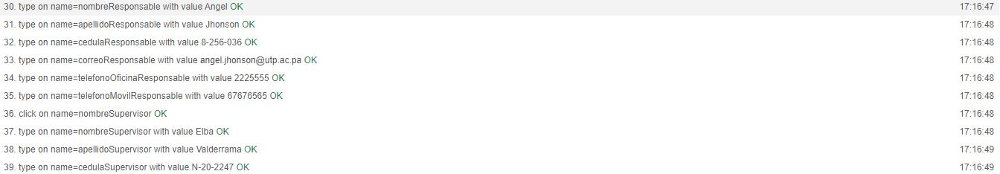 30. type on name=nombreResponsable with value Angel OK 17:16:47
31. type on name=apellidoResponsable with value Jhonson OK 17:16:48
32. type on name=cedulaResponsable with value 8-256-036 OK 17:16:48
33. type on name=correoResponsable with value angel.jhonson@utp.ac.pa OK 17:16:48
34. type on name=telefonoOficinaResponsable with value 2225555 OK 17:16:48
35. type on name=telefonoMovilResponsable with value 67676565 OK 17:16:48
36. click on name=nombreSupervisor OK 17:16:48
37. type on name=nombreSupervisor with value Elba OK 17:16:48
38. type on name=apellidoSupervisor with value Valderrama OK 17:16:49
39. type on name=cedulaSupervisor with value N-20-2247 OK 17:16:49